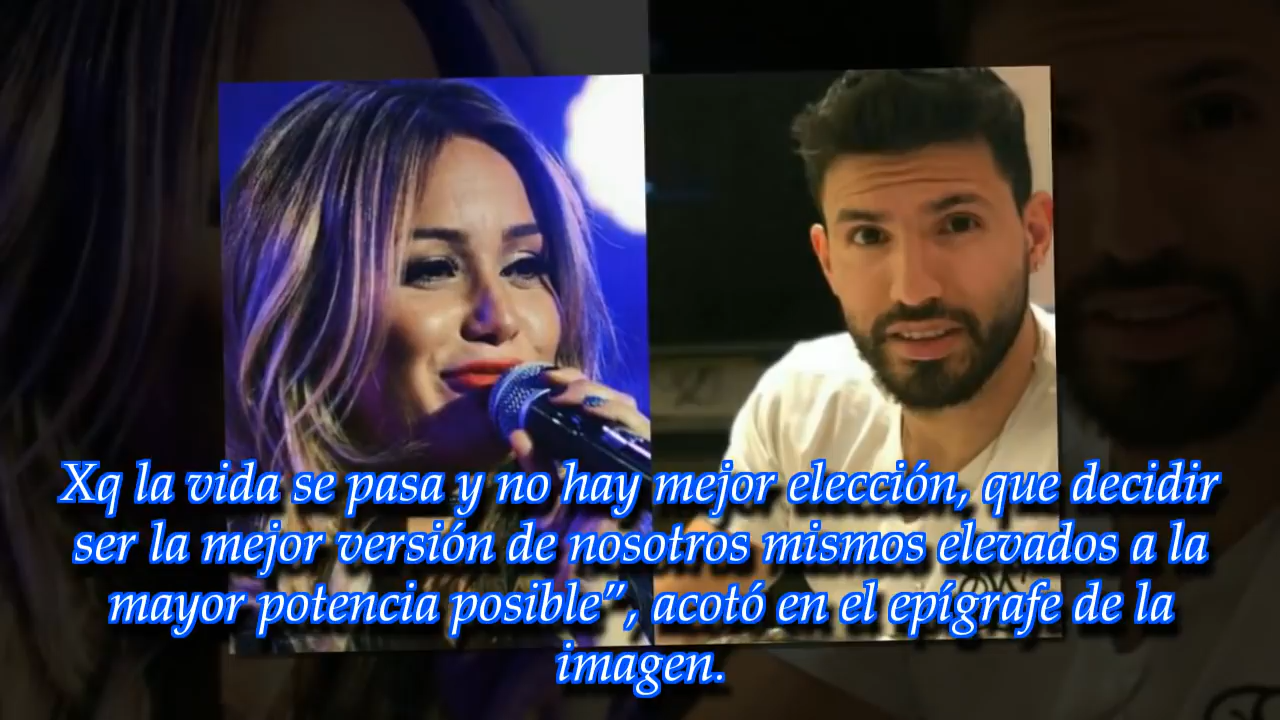 Xq la vida se pasa y no hay mejor elección, que decidir
ser la mejor versión de nosotros mismos elevados a la
mayor potencia posible”, acotó en el epígrafe de la
imagen.